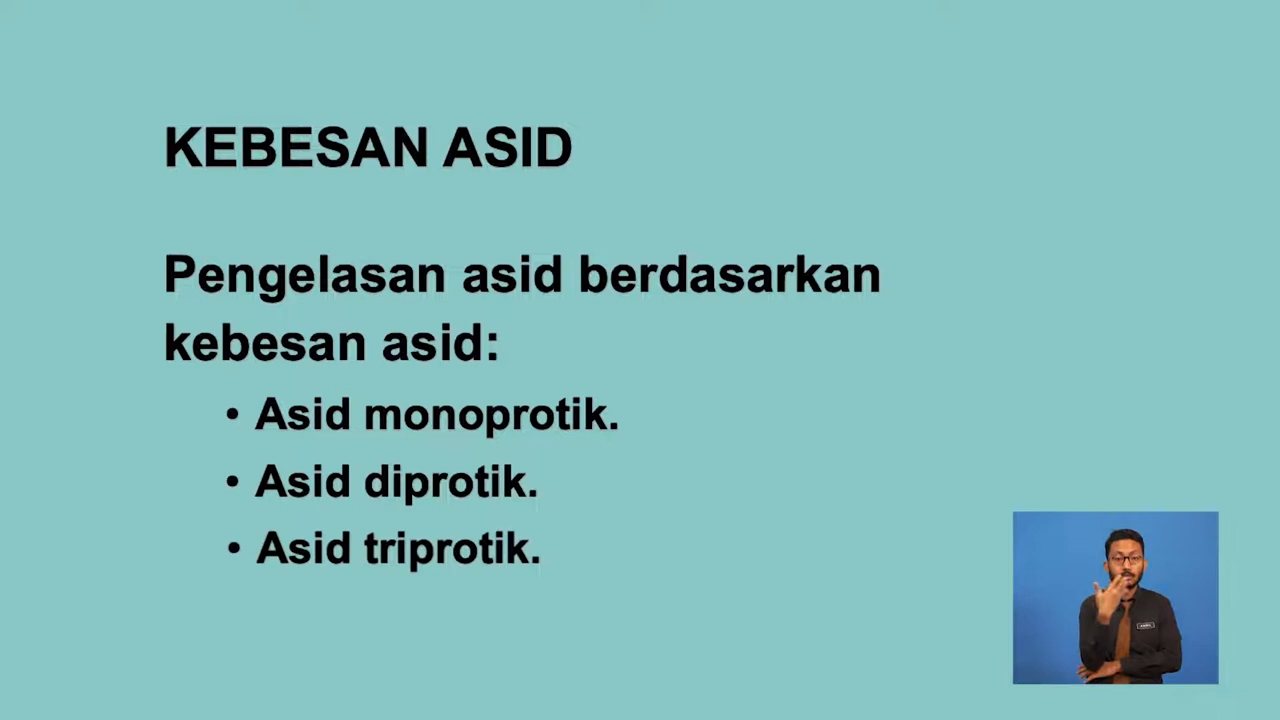 KEBESAN ASID
Pengelasan asid berdasarkan
kebesan asid:
• Asid monoprotik.
• Asid diprotik.
• Asid triprotik.